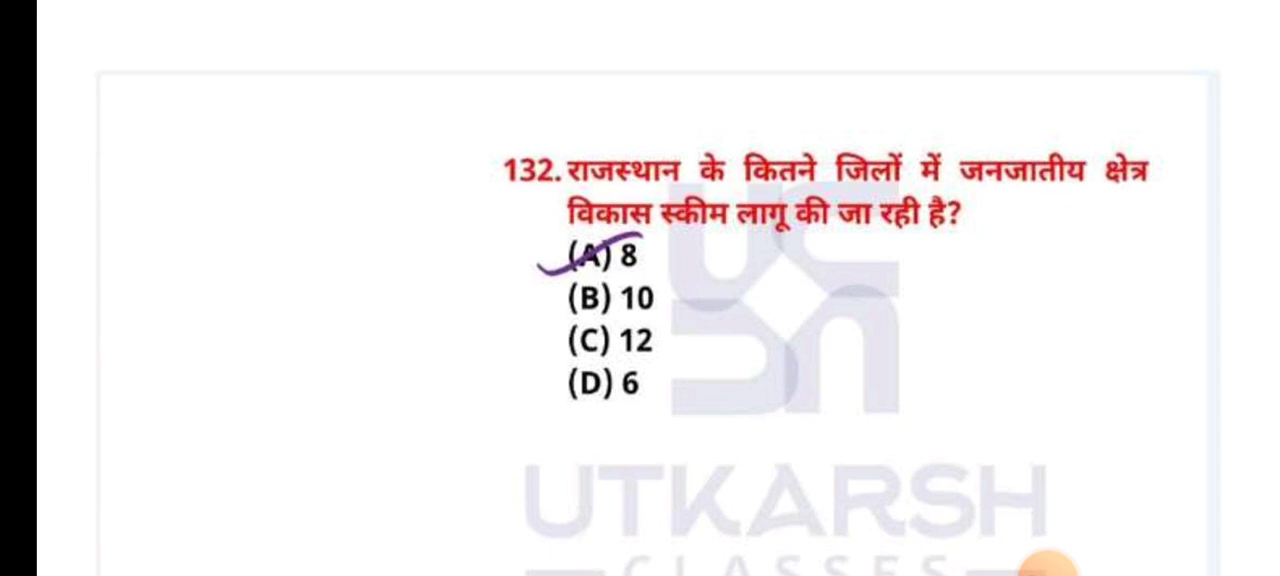 132. राजस्थान के कितने जिलों में जनजातीय क्षेत्र
विकास स्कीम लागू की जा रही है?
(A) 8
(B) 10
(C) 12
(D) 6
UTKARSH
CLASSES